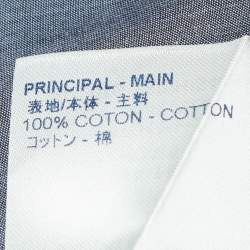 PRINCIPAL - MAIN
表地/本体 - 主料
100% COTON - COTTON
コットン - 棉